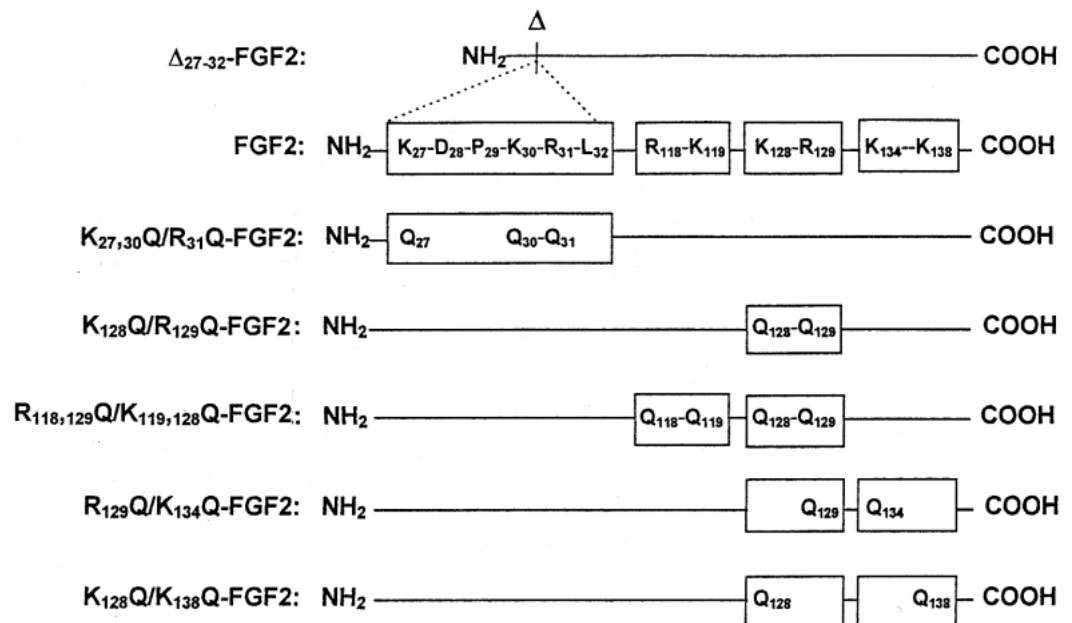 Δ
Δ27-32-FGF2: NH2 COOH
FGF2: NH2 K27-D28-P29-K30-R31-L32 R118-K119 K128-R129 K134--K138 COOH
K27,30Q/R31Q-FGF2: NH2 Q27 Q30-Q31 COOH
K128Q/R129Q-FGF2: NH2 Q128-Q129 COOH
R118,129Q/K119,128Q-FGF2: NH2 Q118-Q119 Q128-Q129 COOH
R129Q/K134Q-FGF2: NH2 Q129 Q134 COOH
K128Q/K138Q-FGF2: NH2 Q128 Q138 COOH